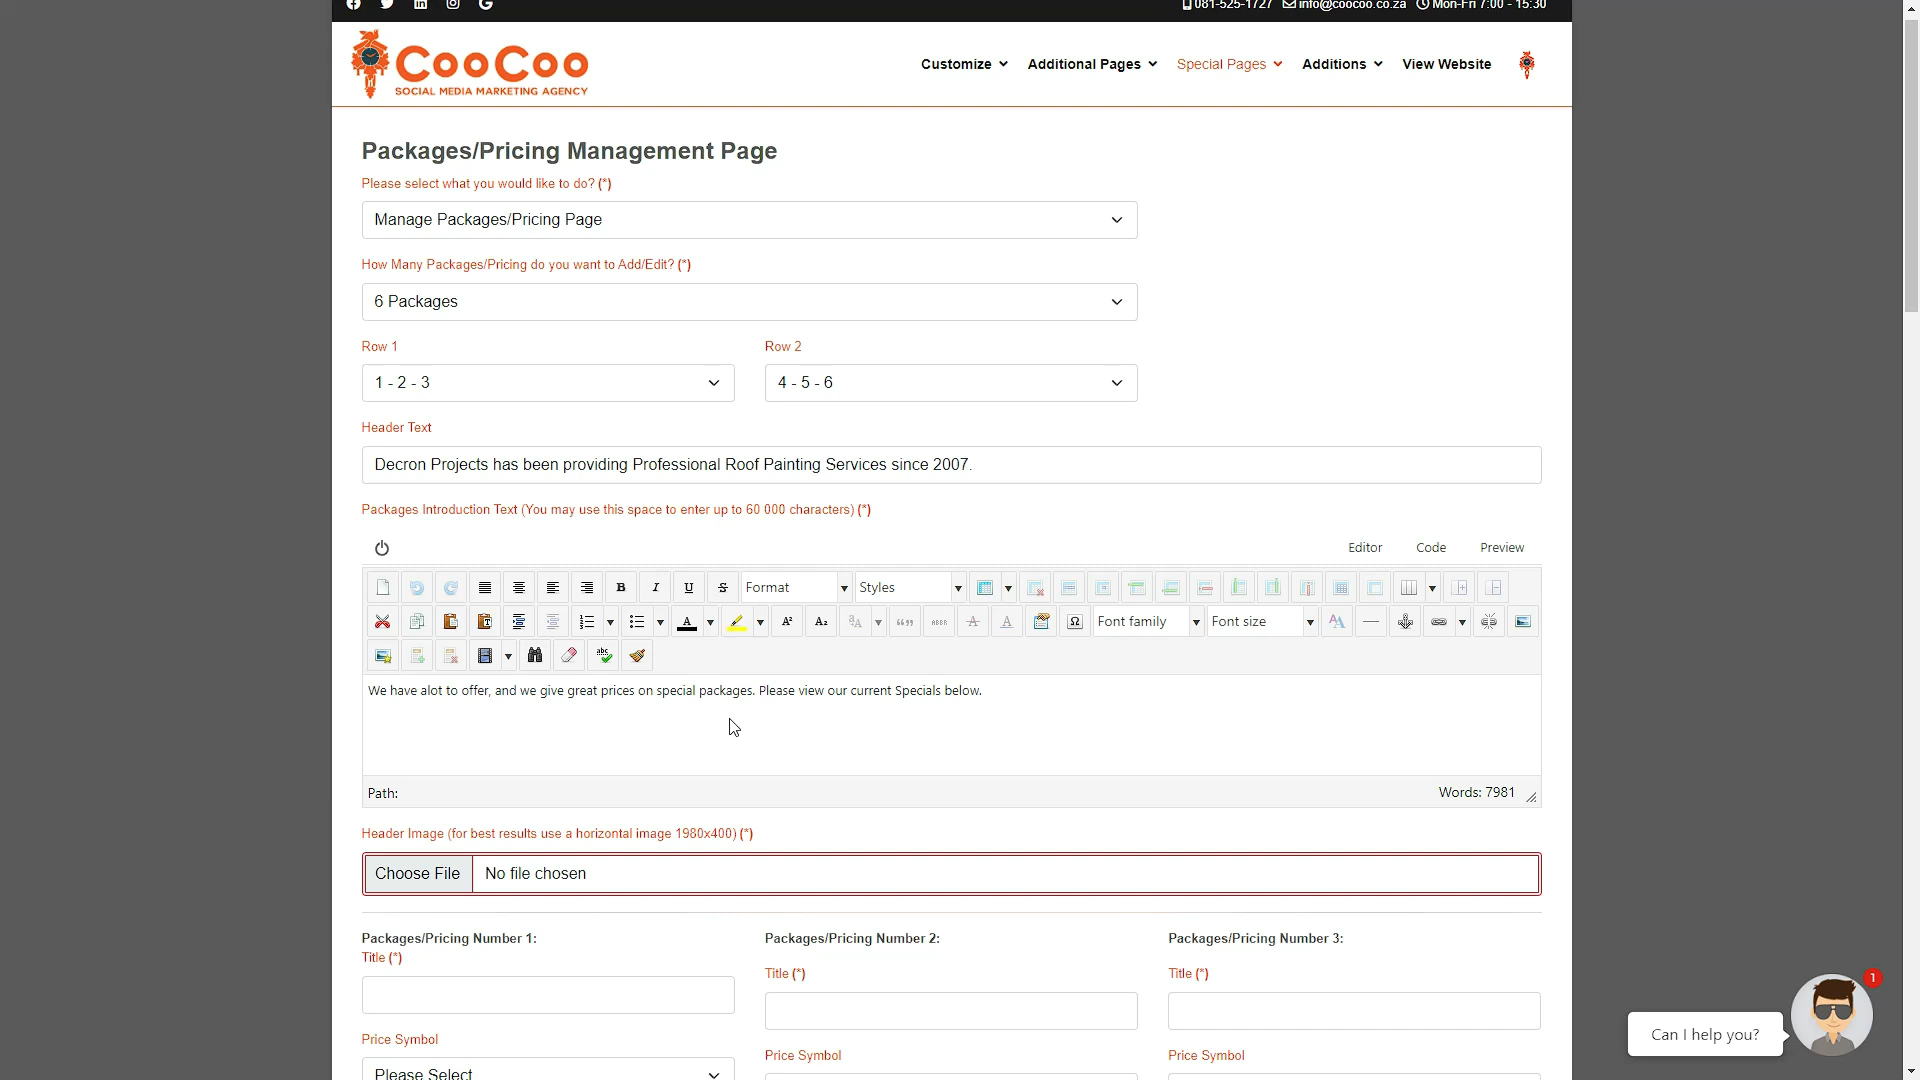 081-525-1727 info@coocoo.co.za Mon-Fri 7:00 - 15:30
CooCoo
SOCIAL MEDIA MARKETING AGENCY
Customize Additional Pages Special Pages Additions View Website
Packages/Pricing Management Page
Please select what you would like to do? (*)
Manage Packages/Pricing Page
How Many Packages/Pricing do you want to Add/Edit? (*)
6 Packages
Row 1 Row 2
1 - 2 - 3 4 - 5 - 6
Header Text
Decron Projects has been providing Professional Roof Painting Services since 2007.
Packages Introduction Text (You may use this space to enter up to 60 000 characters) (*)
Editor Code Preview
Format Styles
Font family Font size
We have alot to offer, and we give great prices on special packages. Please view our current Specials below.
Path: Words: 7981
Header Image (for best results use a horizontal image 1980x400) (*)
Choose File No file chosen
Packages/Pricing Number 1: Packages/Pricing Number 2: Packages/Pricing Number 3:
Title (*) Title (*) Title (*)
Price Symbol Price Symbol Price Symbol
Please Select
1
Can I help you?